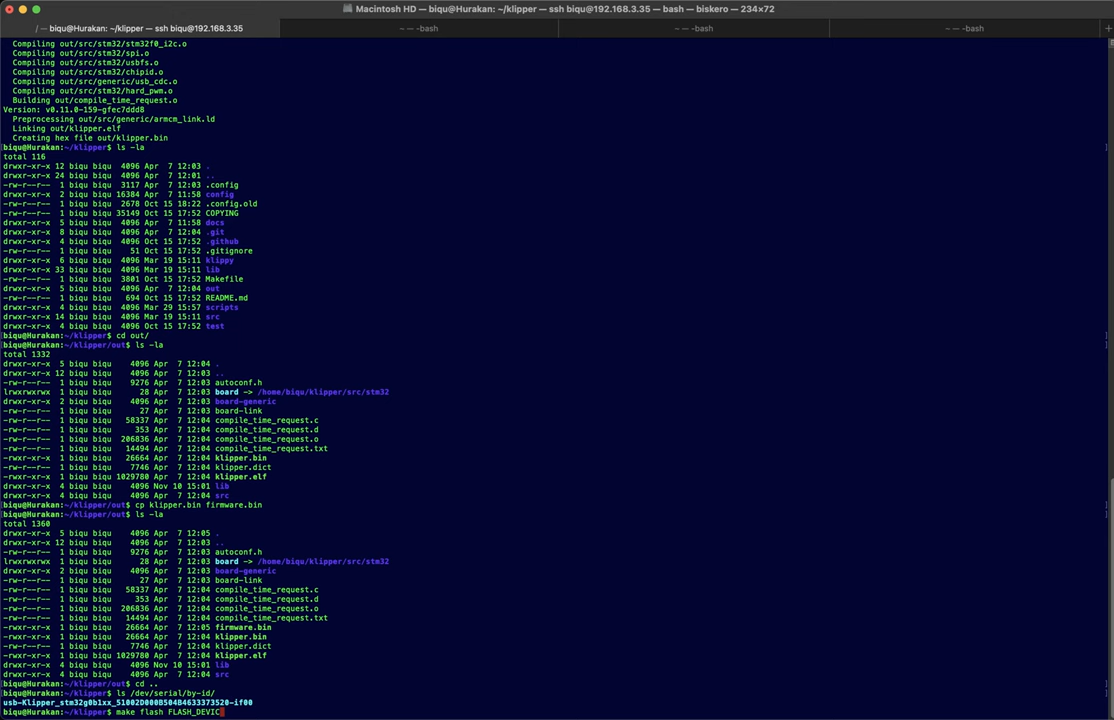 Macintosh HD — biqu@Hurakan: ~/klipper — ssh biqu@192.168.3.35 — bash — biskero — 234×72
/ — biqu@Hurakan: ~/klipper — ssh biqu@192.168.3.35
~ — -bash
~ — -bash
~ — -bash
Compiling out/src/stm32/stm32f0_i2c.o
Compiling out/src/stm32/spi.o
Compiling out/src/stm32/usbfs.o
Compiling out/src/stm32/chipid.o
Compiling out/src/generic/usb_cdc.o
Compiling out/src/stm32/hard_pwm.o
Building out/compile_time_request.o
Version: v0.11.0-159-gfec7ddd8
Preprocessing out/src/generic/armcm_link.ld
Linking out/klipper.elf
Creating hex file out/klipper.bin
[biqu@Hurakan:~/klipper$ ls -la
total 116
drwxr-xr-x 12 biqu biqu 4096 Apr 7 12:03 .
drwxr-xr-x 24 biqu biqu 4096 Apr 7 12:01 ..
-rw-r--r-- 1 biqu biqu 3117 Apr 7 12:03 .config
drwxr-xr-x 2 biqu biqu 16384 Apr 7 11:58 config
-rw-r--r-- 1 biqu biqu 2678 Oct 15 18:22 .config.old
-rw-r--r-- 1 biqu biqu 35149 Oct 15 17:52 COPYING
drwxr-xr-x 5 biqu biqu 4096 Apr 7 11:58 docs
drwxr-xr-x 8 biqu biqu 4096 Apr 7 12:04 .git
drwxr-xr-x 4 biqu biqu 4096 Oct 15 17:52 .github
-rw-r--r-- 1 biqu biqu 51 Oct 15 17:52 .gitignore
drwxr-xr-x 6 biqu biqu 4096 Mar 19 15:11 klippy
drwxr-xr-x 33 biqu biqu 4096 Mar 19 15:11 lib
-rw-r--r-- 1 biqu biqu 3801 Oct 15 17:52 Makefile
drwxr-xr-x 5 biqu biqu 4096 Apr 7 12:04 out
-rw-r--r-- 1 biqu biqu 694 Oct 15 17:52 README.md
drwxr-xr-x 4 biqu biqu 4096 Mar 29 15:57 scripts
drwxr-xr-x 14 biqu biqu 4096 Mar 19 15:11 src
drwxr-xr-x 4 biqu biqu 4096 Oct 15 17:52 test
[biqu@Hurakan:~/klipper$ cd out/
[biqu@Hurakan:~/klipper/out$ ls -la
total 1332
drwxr-xr-x 5 biqu biqu 4096 Apr 7 12:04 .
drwxr-xr-x 12 biqu biqu 4096 Apr 7 12:03 ..
-rw-r--r-- 1 biqu biqu 9276 Apr 7 12:03 autoconf.h
lrwxrwxrwx 1 biqu biqu 28 Apr 7 12:03 board -> /home/biqu/klipper/src/stm32
drwxr-xr-x 2 biqu biqu 4096 Apr 7 12:03 board-generic
-rw-r--r-- 1 biqu biqu 27 Apr 7 12:03 board-link
-rw-r--r-- 1 biqu biqu 58337 Apr 7 12:04 compile_time_request.c
-rw-r--r-- 1 biqu biqu 353 Apr 7 12:04 compile_time_request.d
-rw-r--r-- 1 biqu biqu 206836 Apr 7 12:04 compile_time_request.o
-rw-r--r-- 1 biqu biqu 14494 Apr 7 12:04 compile_time_request.txt
-rwxr-xr-x 1 biqu biqu 26664 Apr 7 12:04 klipper.bin
-rw-r--r-- 1 biqu biqu 7746 Apr 7 12:04 klipper.dict
-rwxr-xr-x 1 biqu biqu 1029780 Apr 7 12:04 klipper.elf
drwxr-xr-x 4 biqu biqu 4096 Nov 10 15:01 lib
drwxr-xr-x 4 biqu biqu 4096 Apr 7 12:03 src
[biqu@Hurakan:~/klipper/out$ cp klipper.bin firmware.bin
[biqu@Hurakan:~/klipper/out$ ls -la
total 1360
drwxr-xr-x 5 biqu biqu 4096 Apr 7 12:05 .
drwxr-xr-x 12 biqu biqu 4096 Apr 7 12:03 ..
-rw-r--r-- 1 biqu biqu 9276 Apr 7 12:03 autoconf.h
lrwxrwxrwx 1 biqu biqu 28 Apr 7 12:03 board -> /home/biqu/klipper/src/stm32
drwxr-xr-x 2 biqu biqu 4096 Apr 7 12:03 board-generic
-rw-r--r-- 1 biqu biqu 27 Apr 7 12:03 board-link
-rw-r--r-- 1 biqu biqu 58337 Apr 7 12:04 compile_time_request.c
-rw-r--r-- 1 biqu biqu 353 Apr 7 12:04 compile_time_request.d
-rw-r--r-- 1 biqu biqu 206836 Apr 7 12:04 compile_time_request.o
-rw-r--r-- 1 biqu biqu 14494 Apr 7 12:04 compile_time_request.txt
-rwxr-xr-x 1 biqu biqu 26664 Apr 7 12:05 firmware.bin
-rwxr-xr-x 1 biqu biqu 26664 Apr 7 12:04 klipper.bin
-rw-r--r-- 1 biqu biqu 7746 Apr 7 12:04 klipper.dict
-rwxr-xr-x 1 biqu biqu 1029780 Apr 7 12:04 klipper.elf
drwxr-xr-x 4 biqu biqu 4096 Nov 10 15:01 lib
drwxr-xr-x 4 biqu biqu 4096 Apr 7 12:03 src
[biqu@Hurakan:~/klipper/out$ cd ..
[biqu@Hurakan:~/klipper$ ls /dev/serial/by-id/
usb-Klipper_stm32g0b1xx_51002D000B504B4633373520-if00
biqu@Hurakan:~/klipper$ make flash FLASH_DEVIC